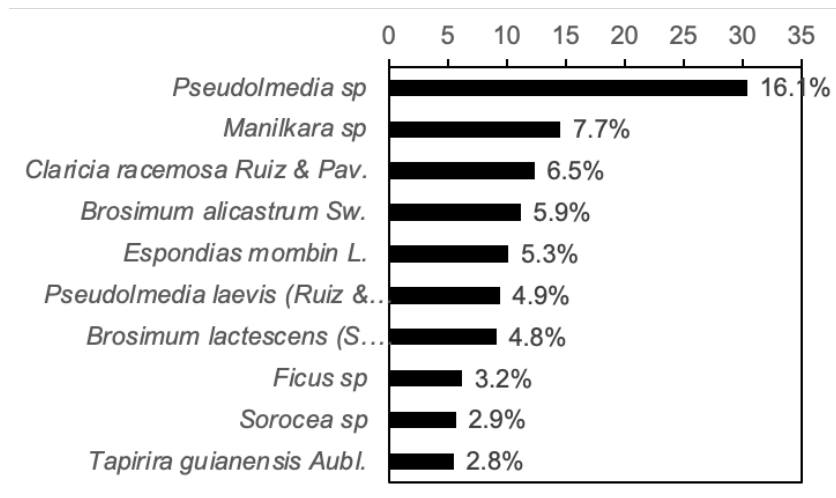 0 5 10 15 20 25 30 35
Pseudolmedia sp 16.1%
Manilkara sp 7.7%
Claricia racemosa Ruiz & Pav. 6.5%
Brosimum alicastrum Sw. 5.9%
Espondias mombin L. 5.3%
Pseudolmedia laevis (Ruiz &… 4.9%
Brosimum lactescens (S… 4.8%
Ficus sp 3.2%
Sorocea sp 2.9%
Tapirira guianensis Aubl. 2.8%